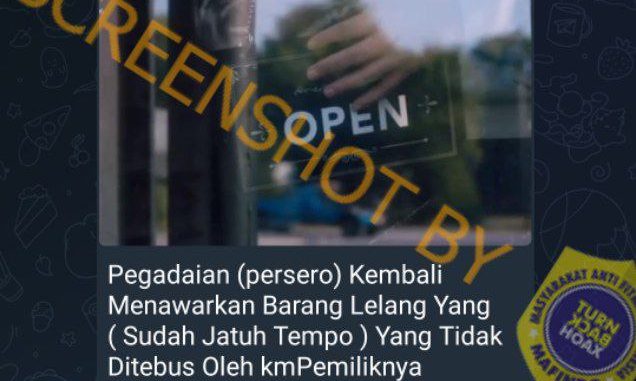 SCREENSHOT BY
OPEN
Pegadaian (persero) Kembali
Menawarkan Barang Lelang Yang
( Sudah Jatuh Tempo ) Yang Tidak
Ditebus Oleh kmPemiliknya
MASYARAKAT ANTI
TURN
BACK
HOAX